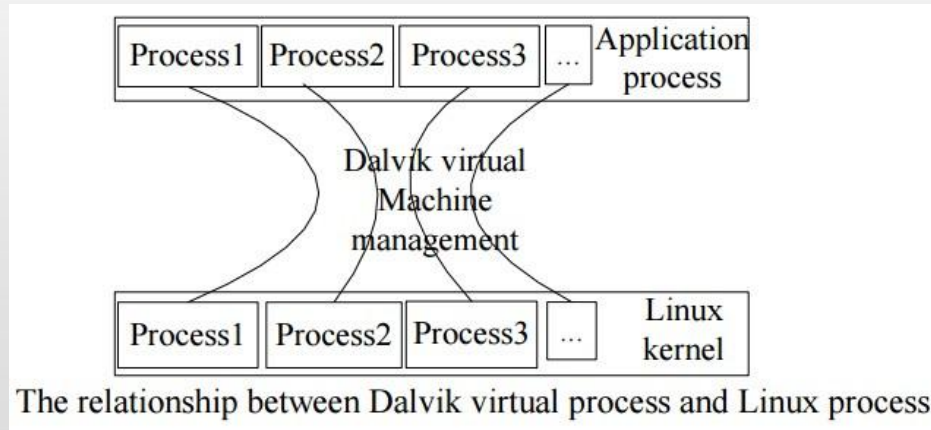 Process1 Process2 Process3 ... Application
process
Dalvik virtual
Machine
management
Process1 Process2 Process3 ... Linux
kernel
The relationship between Dalvik virtual process and Linux process